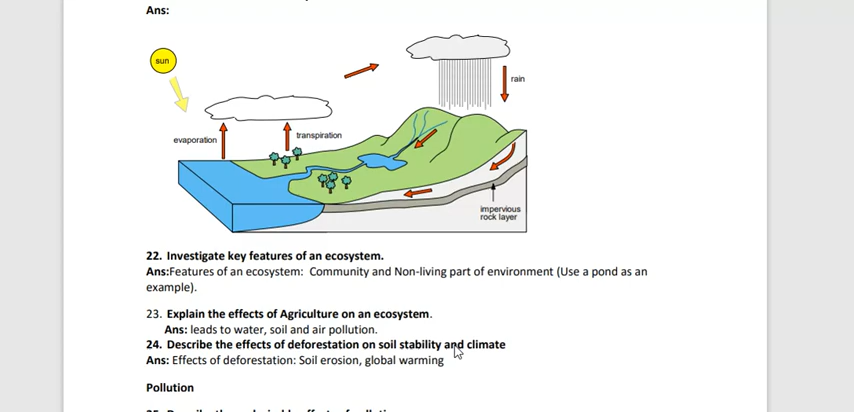 Ans:
sun
rain
evaporation
transpiration
impervious
rock layer
22. Investigate key features of an ecosystem.
Ans:Features of an ecosystem: Community and Non-living part of environment (Use a pond as an
example).
23. Explain the effects of Agriculture on an ecosystem.
Ans: leads to water, soil and air pollution.
24. Describe the effects of deforestation on soil stability and climate
Ans: Effects of deforestation: Soil erosion, global warming
Pollution